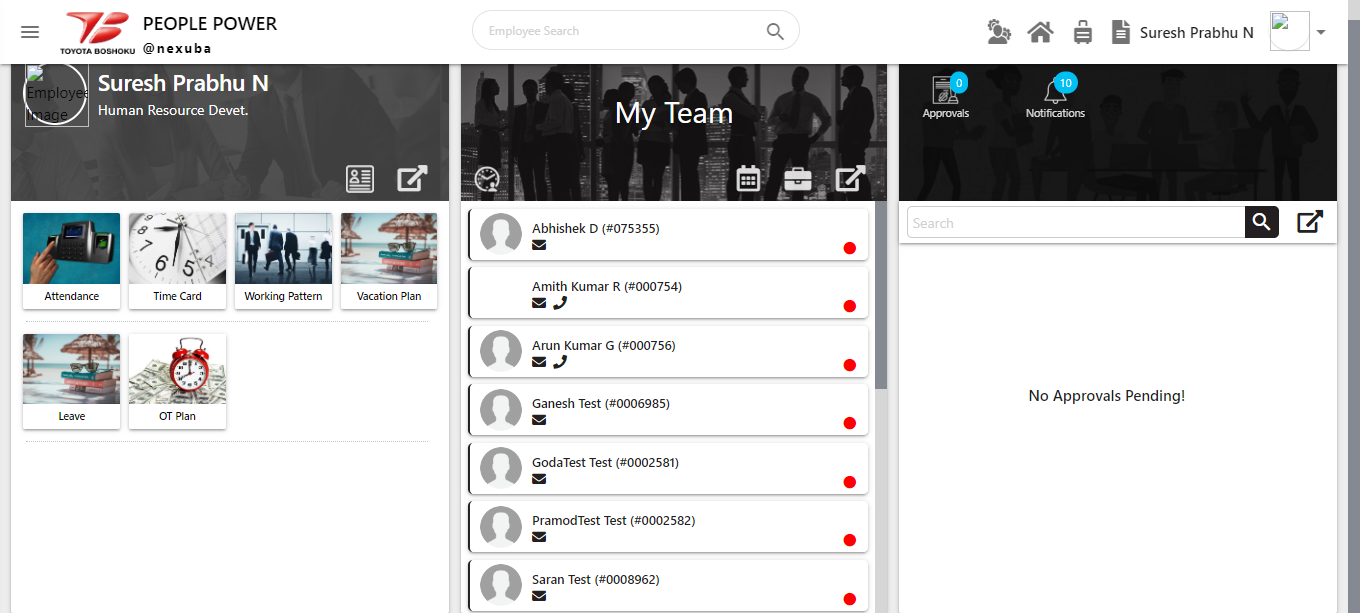 PEOPLE POWER
TOYOTA BOSHOKU
@nexuba
Employee Search
Suresh Prabhu N
Employee Image
Suresh Prabhu N
Human Resource Devet.
Attendance
Time Card
Working Pattern
Vacation Plan
Leave
OT Plan
My Team
Abhishek D (#075355)
Amith Kumar R (#000754)
Arun Kumar G (#000756)
Ganesh Test (#0006985)
GodaTest Test (#0002581)
PramodTest Test (#0002582)
Saran Test (#0008962)
0
Approvals
10
Notifications
Search
No Approvals Pending!